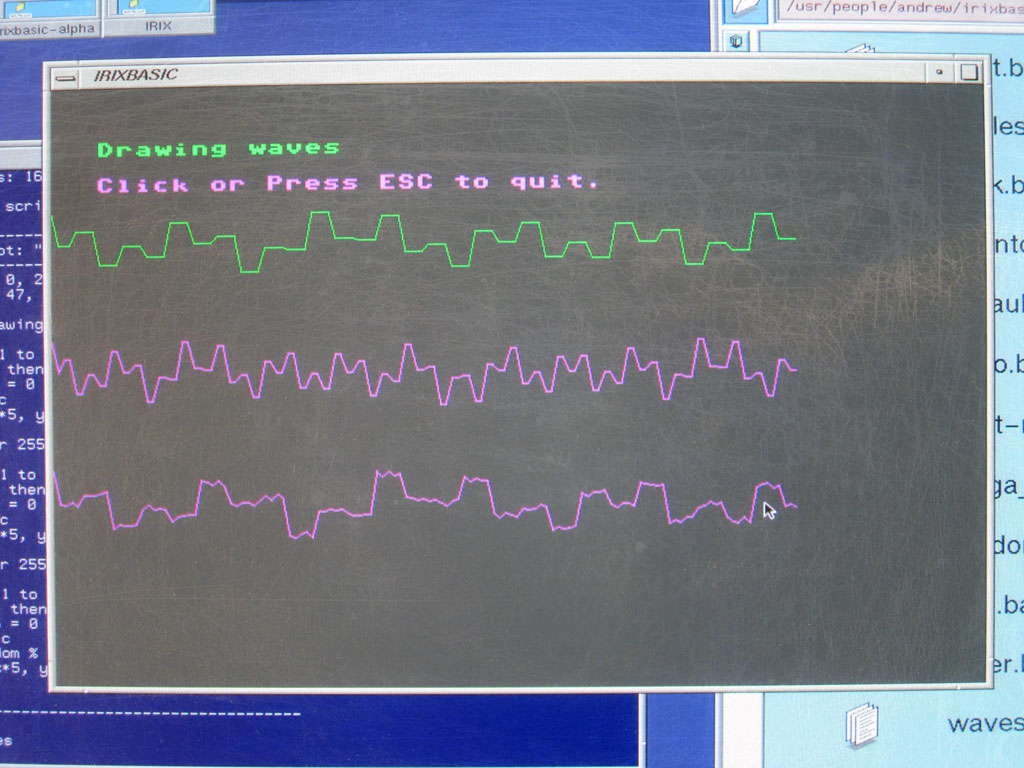 rixbasic-alpha
IRIX
/usr/people/andrew/irixbas
IRIXBASIC
Drawing waves
Click or Press ESC to quit.
s: 16
scri
ot: "
0, 2
47,
awing
1 to
then
= 0
c
*5, y
r 255
1 to
then
= 0
c
*5, y
r 255
1 to
then
= 0
c
om %
*5, y
es
t.b
les
k.b
nto
aul
o.b
t-r
ga_
dor
.ba
er.b
waves